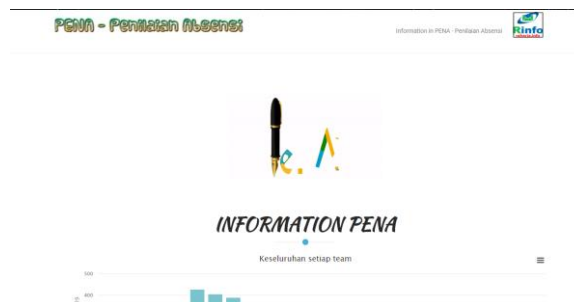 PENA - Penilaian Absensi
Information in PENA - Penilaian Absensi
Rinfo
e. A
INFORMATION PENA
Keseluruhan setiap team
500
400